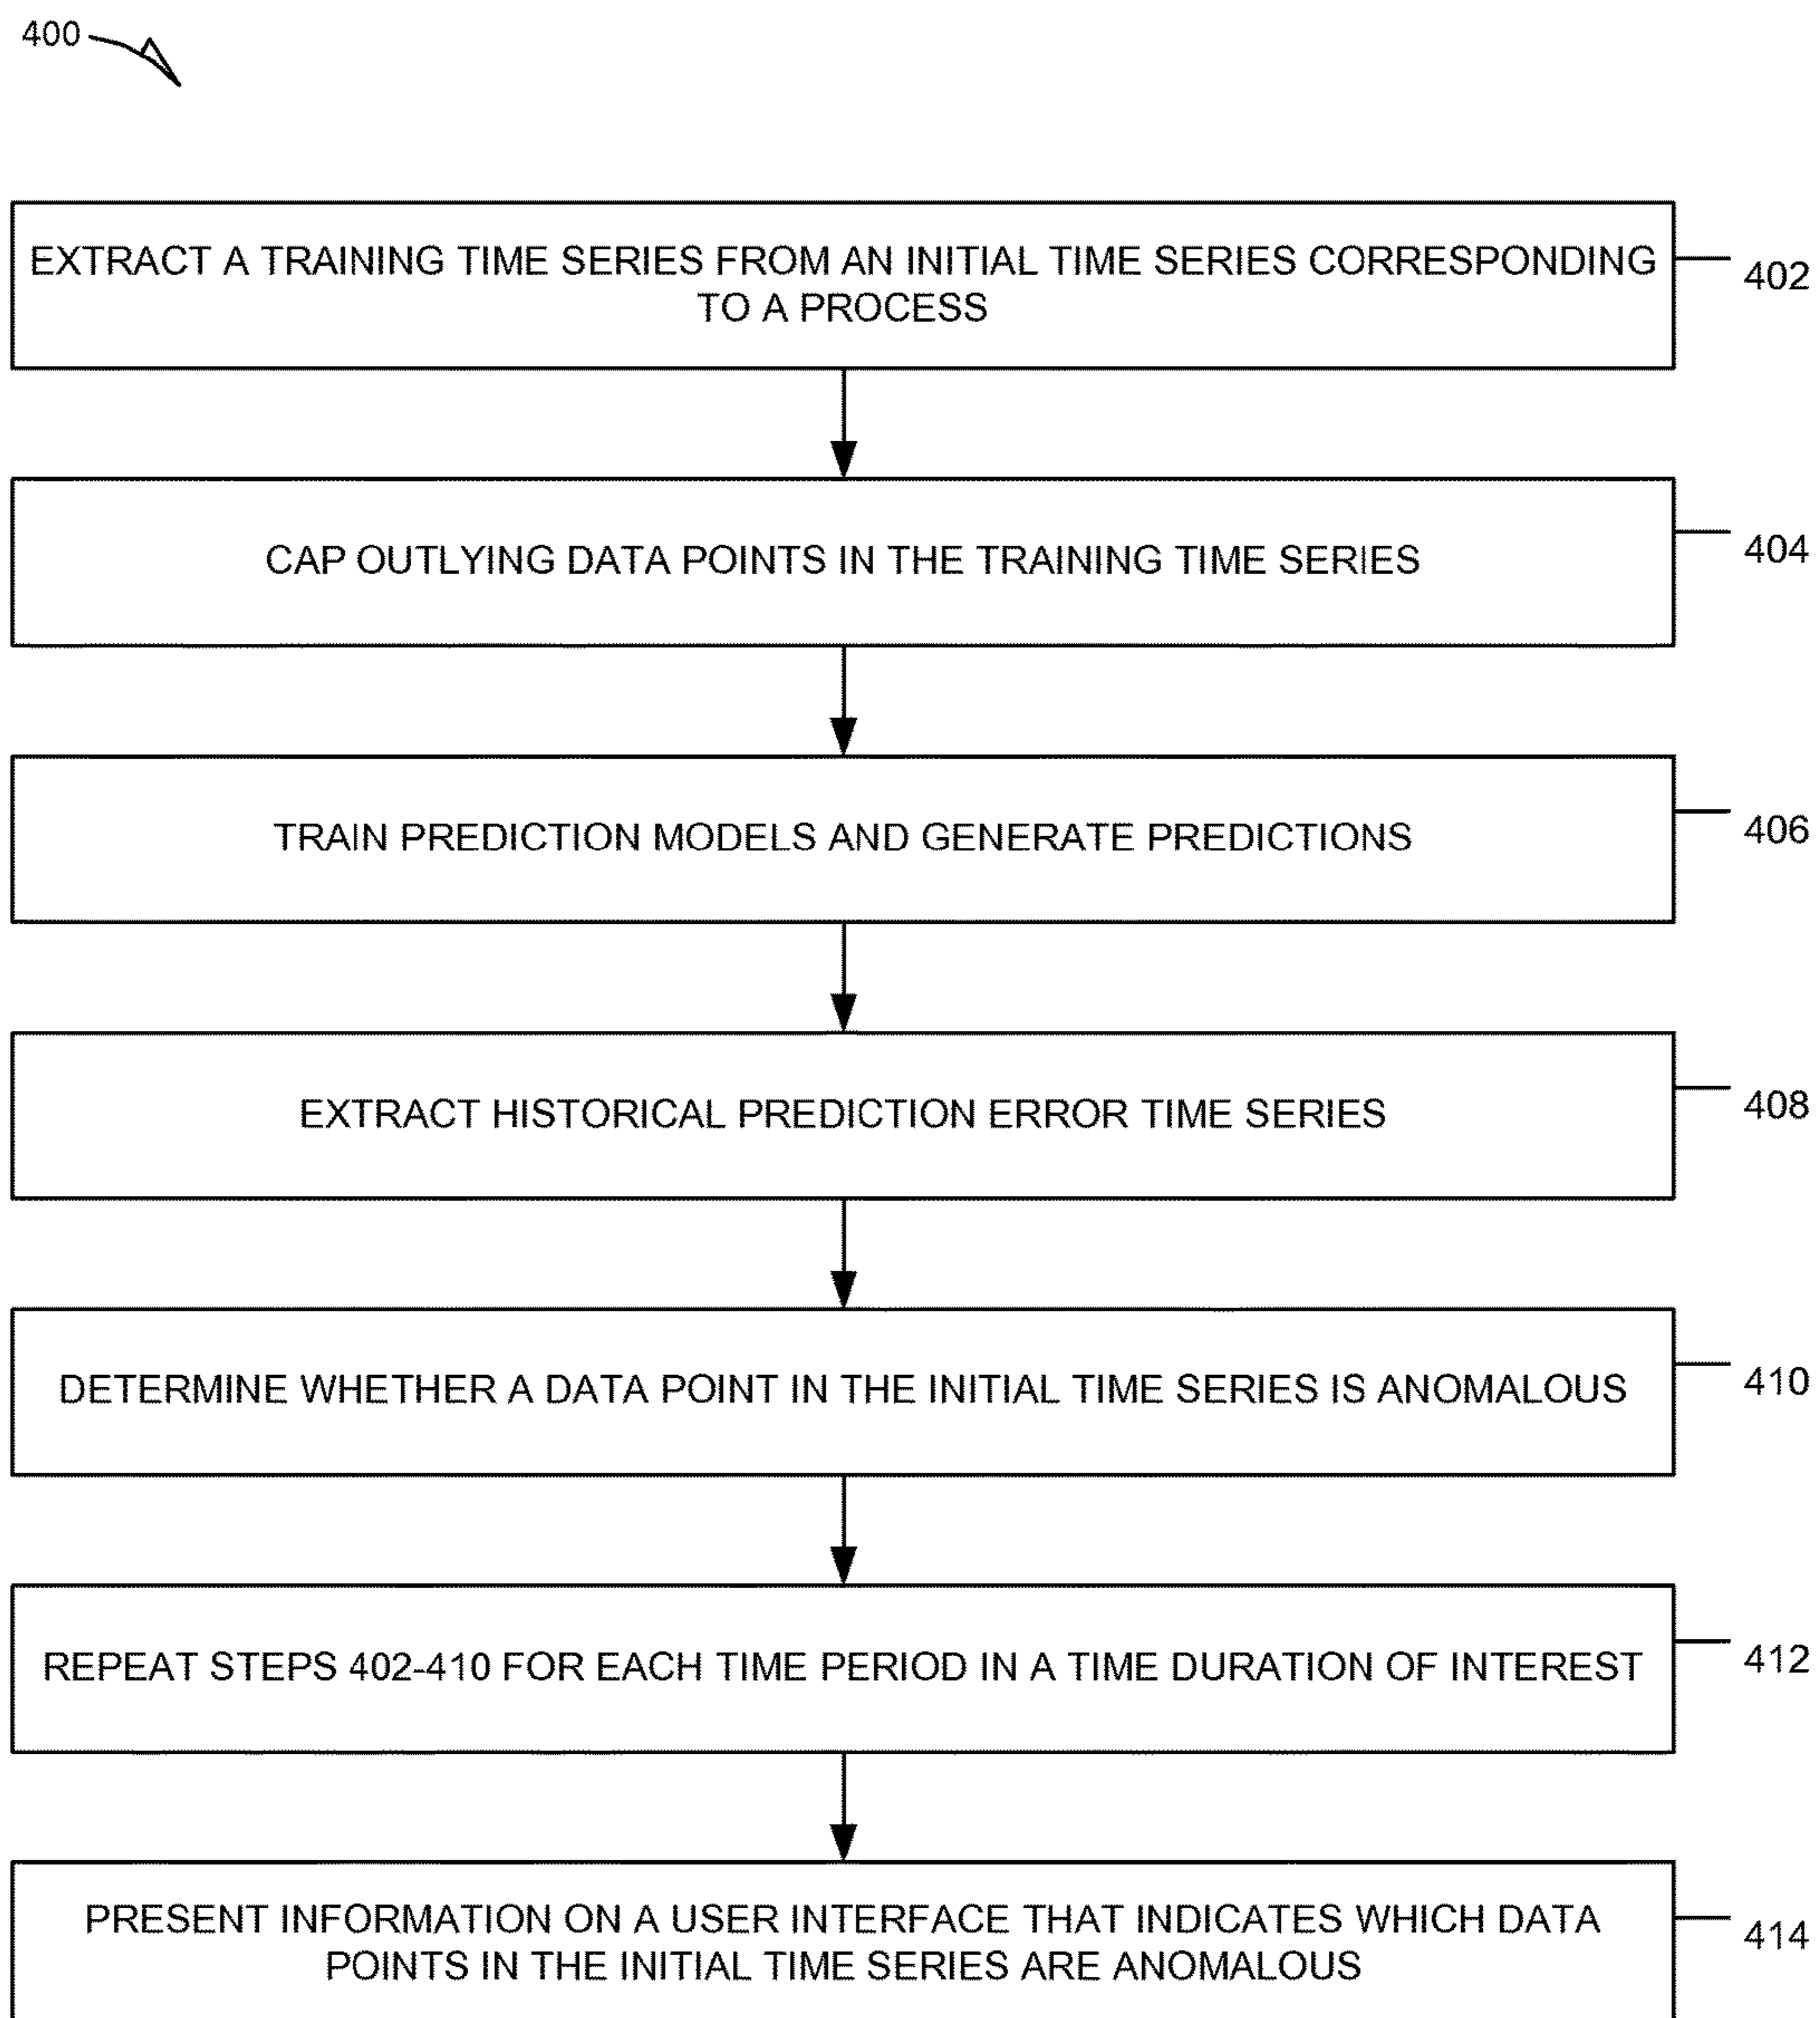 400
EXTRACT A TRAINING TIME SERIES FROM AN INITIAL TIME SERIES CORRESPONDING
TO A PROCESS
402
CAP OUTLYING DATA POINTS IN THE TRAINING TIME SERIES
404
TRAIN PREDICTION MODELS AND GENERATE PREDICTIONS
406
EXTRACT HISTORICAL PREDICTION ERROR TIME SERIES
408
DETERMINE WHETHER A DATA POINT IN THE INITIAL TIME SERIES IS ANOMALOUS
410
REPEAT STEPS 402-410 FOR EACH TIME PERIOD IN A TIME DURATION OF INTEREST
412
PRESENT INFORMATION ON A USER INTERFACE THAT INDICATES WHICH DATA
POINTS IN THE INITIAL TIME SERIES ARE ANOMALOUS
414